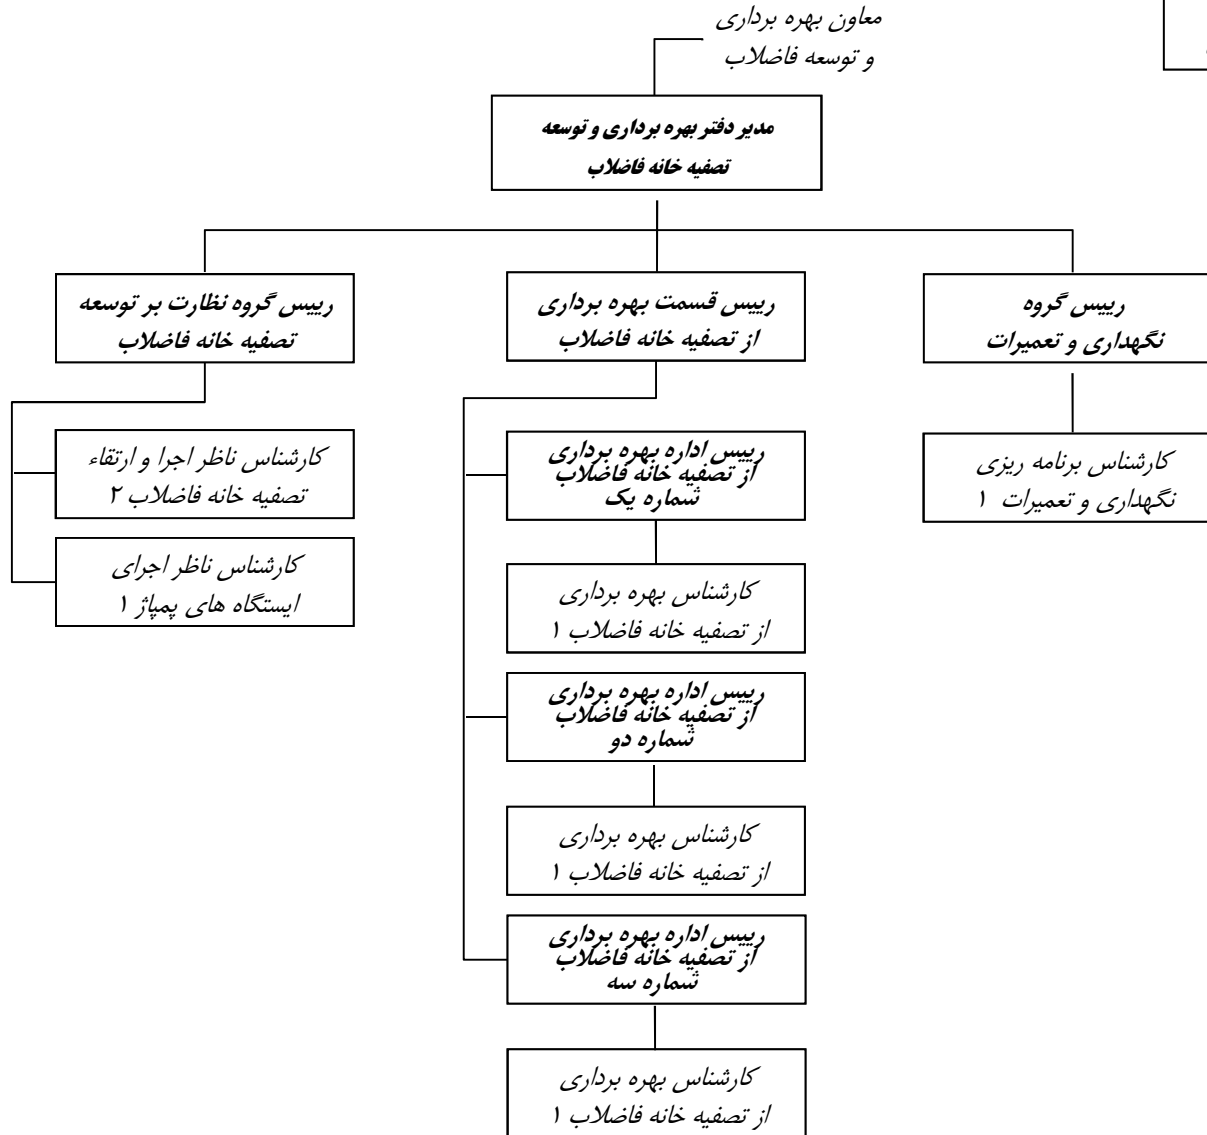 معاون بهره برداری
و توسعه فاضلاب
مدیر دفتر بهره برداری و توسعه
تصفیه خانه فاضلاب
رییس گروه
نگهداری و تعمیرات
کارشناس برنامه ریزی
نگهداری و تعمیرات ۱
رییس قسمت بهره برداری
از تصفیه خانه فاضلاب
رییس اداره بهره برداری
از تصفیه خانه فاضلاب
شماره یک
کارشناس بهره برداری
از تصفیه خانه فاضلاب ۱
رییس اداره بهره برداری
از تصفیه خانه فاضلاب
شماره دو
کارشناس بهره برداری
از تصفیه خانه فاضلاب ۱
رییس اداره بهره برداری
از تصفیه خانه فاضلاب
شماره سه
کارشناس بهره برداری
از تصفیه خانه فاضلاب ۱
رییس گروه نظارت بر توسعه
تصفیه خانه فاضلاب
کارشناس ناظر اجرا و ارتقاء
تصفیه خانه فاضلاب ۲
کارشناس ناظر اجرای
ایستگاه های پمپاژ ۱